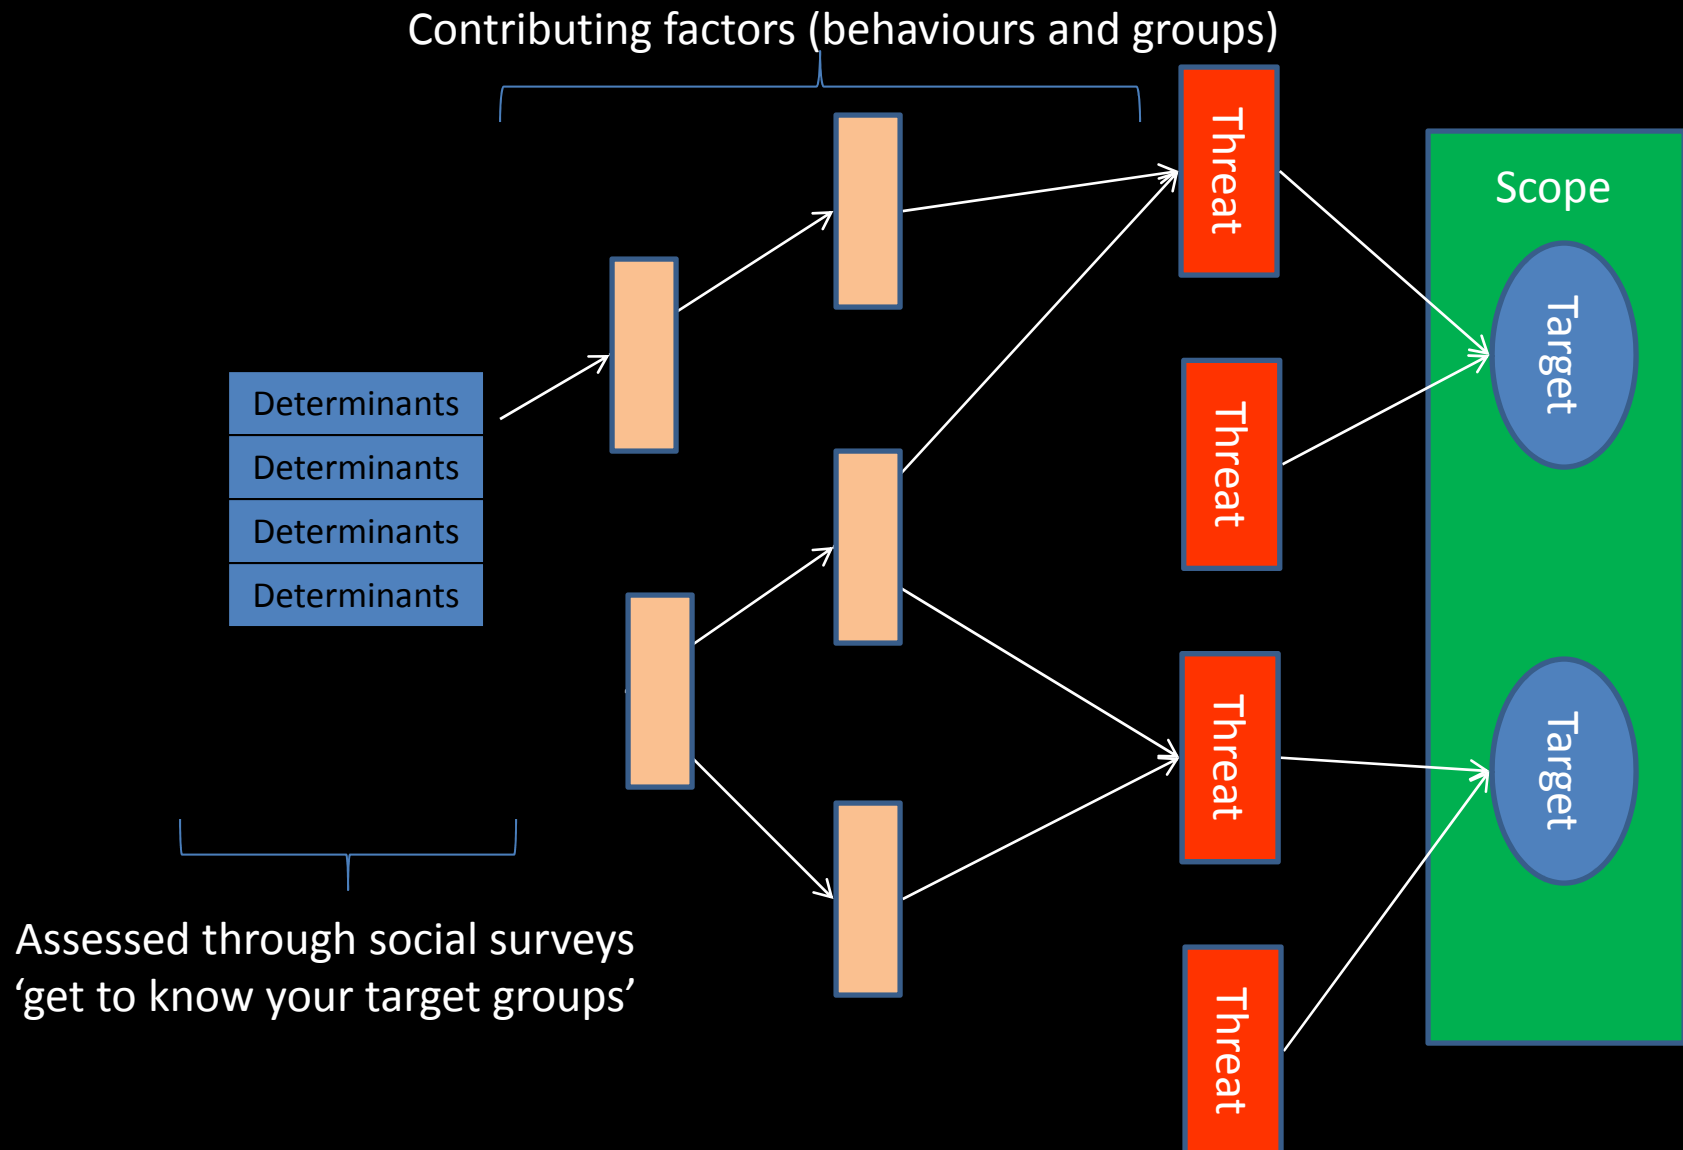 Contributing factors (behaviours and groups)
Threat
Scope
Target
Threat
Determinants
Determinants
Determinants
Determinants
Threat
Target
Assessed through social surveys
‘get to know your target groups’
Threat